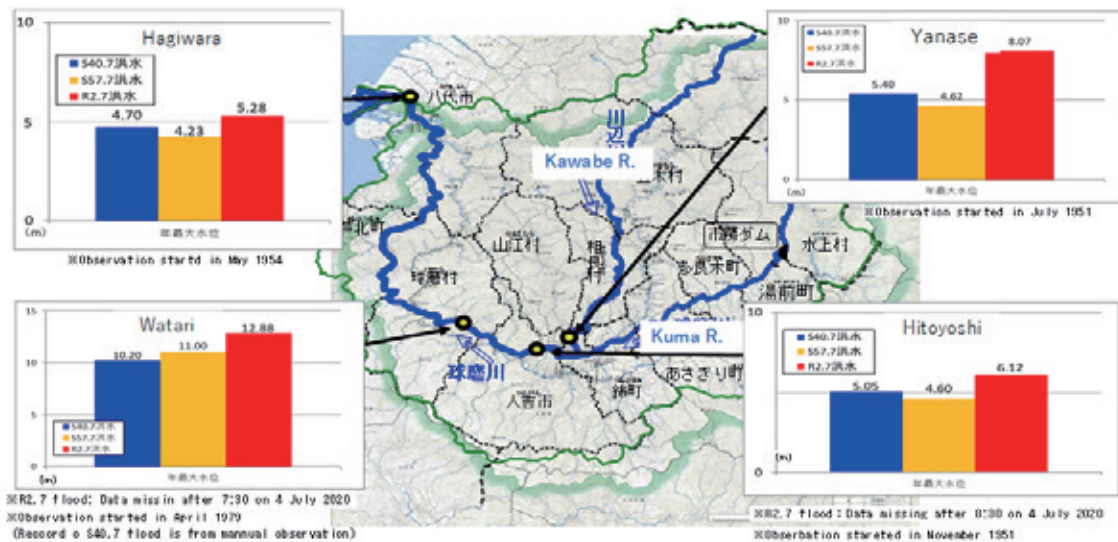 Hagiwara
10
5
0
(m)
S40.7洪水
S57.7洪水
R2.7洪水
4.70
4.23
5.28
年最大水位
※Observation startd in May 1954
Yanase
10
5
0
(m)
S40.7洪水
S57.7洪水
R2.7洪水
5.40
4.62
8.07
年最大水位
※Observation started in July 1951
八代市
Kawabe R.
山江村
球磨村
市房ダム
水上村
多良木町
湯前町
Kuma R.
球磨川
あさぎり町
人吉市
錦町
Watari
15
10
5
0
(m)
10.20
11.00
12.88
S40.7洪水
S57.7洪水
R2.7洪水
年最大水位
※R2.7 flood: Data missin after 7:30 on 4 July 2020
※Observation started in April 1979
(Reccord o S40.7 flood is from mannual observation)
Hitoyoshi
10
0
(m)
S40.7洪水
S57.7洪水
R2.7洪水
5.05
4.60
6.12
年最大水位
※R2.7 flood: Data missing after 8:30 on 4 July 2020
※Obserbation stareted in November 1951